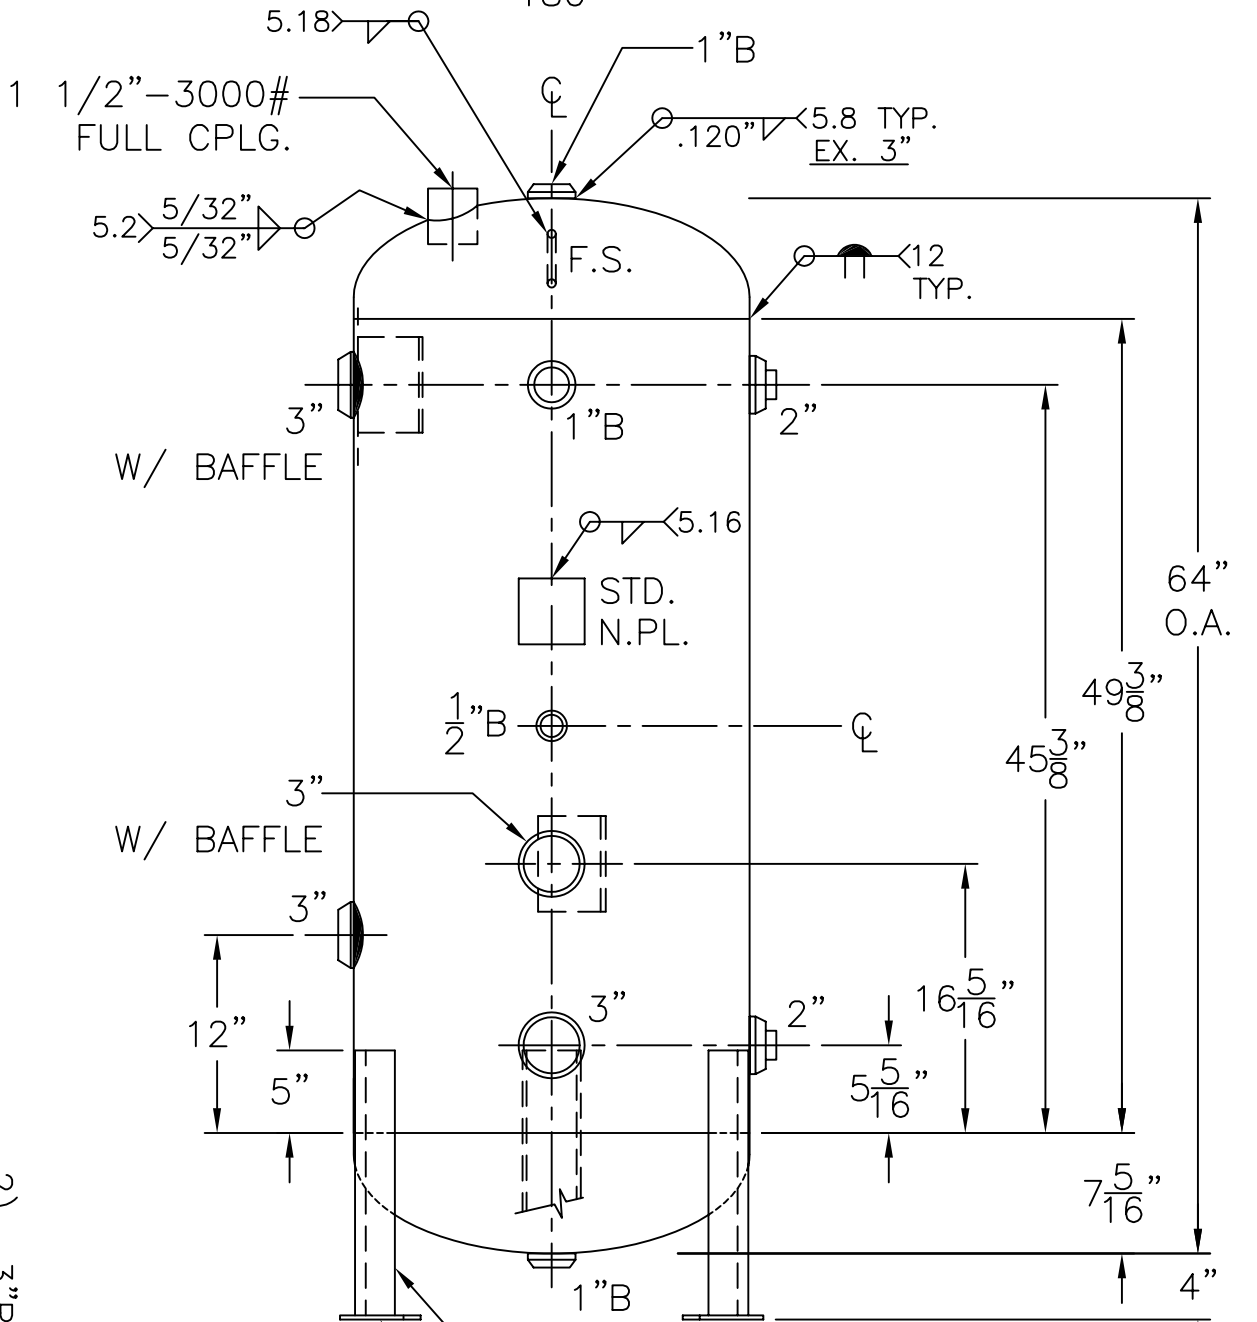 5.18
1"B
1 1/2"-3000#
FULL CPLG.
℄
.120"
5.8 TYP.
EX. 3"
5.2
5/32"
5/32"
F.S.
12
TYP.
3"
W/ BAFFLE
1"B
2"
5.16
STD.
N.PL.
64"
O.A.
49 3/8"
1/2"B
℄
45 3/8"
3"
W/ BAFFLE
3"
12"
5"
3"
2"
16 5/16"
5 5/16"
7 5/16"
1"B
4"